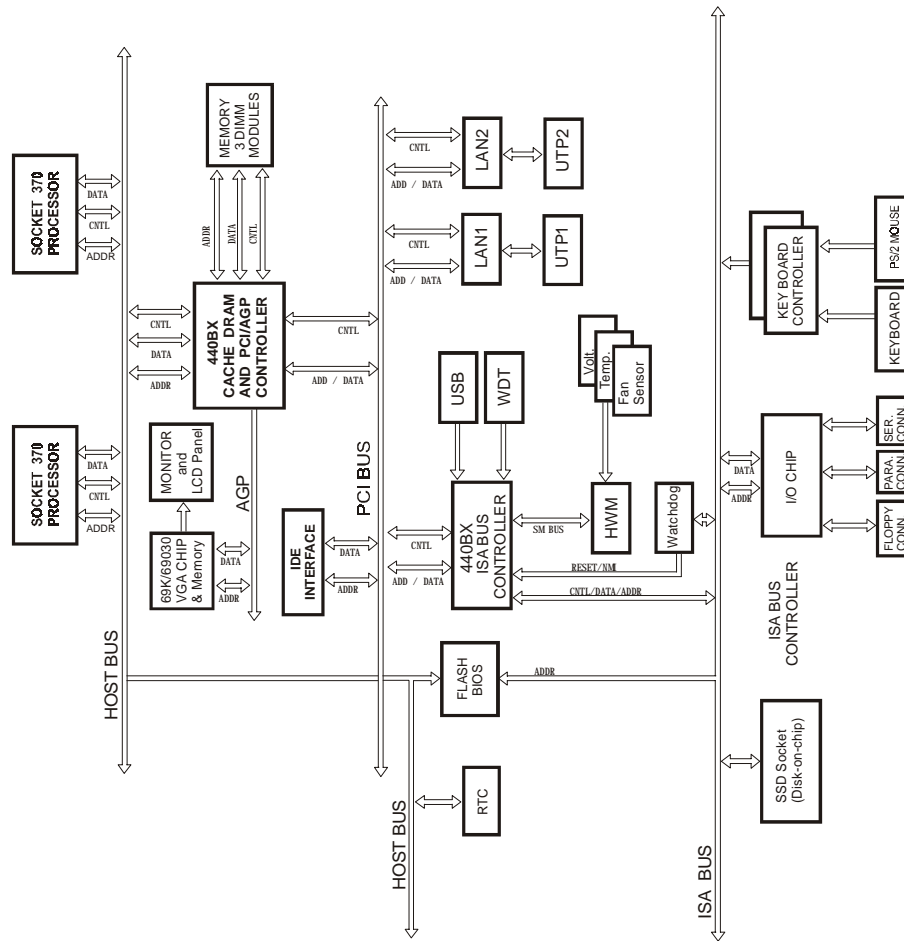 SOCKET 370
PROCESSOR
ADDR
CNTL
DATA
SOCKET 370
PROCESSOR
ADDR
CNTL
DATA
HOST BUS
69K/69030
VGA CHIP
& Memory
MONITOR
and
LCD Panel
ADDR
DATA
AGP
ADDR
DATA
CNTL
440BX
CACHE DRAM
AND PCI/AGP
CONTROLLER
ADDR
DATA
CNTL
MEMORY
3 DIMM
MODULES
IDE
INTERFACE
ADDR
DATA
ADD / DATA
CNTL
PCI BUS
ADD / DATA
CNTL
ADD / DATA
CNTL
ADD / DATA
CNTL
LAN1
LAN2
UTP1
UTP2
USB
WDT
440BX
ISA BUS
CONTROLLER
Volt.
Temp.
Fan
Sensor
SM BUS
HWM
RESET/NMI
Watchdog
CNTL/DATA/ADDR
FLASH
BIOS
ADDR
HOST BUS
RTC
ISA BUS
SSD Socket
(Disk-on-chip)
ISA BUS
CONTROLLER
ADDR
DATA
I/O CHIP
FLOPPY
CONN.
PARA.
CONN.
SER.
CONN.
KEY BOARD
CONTROLLER
KEYBOARD
PS/2 MOUSE